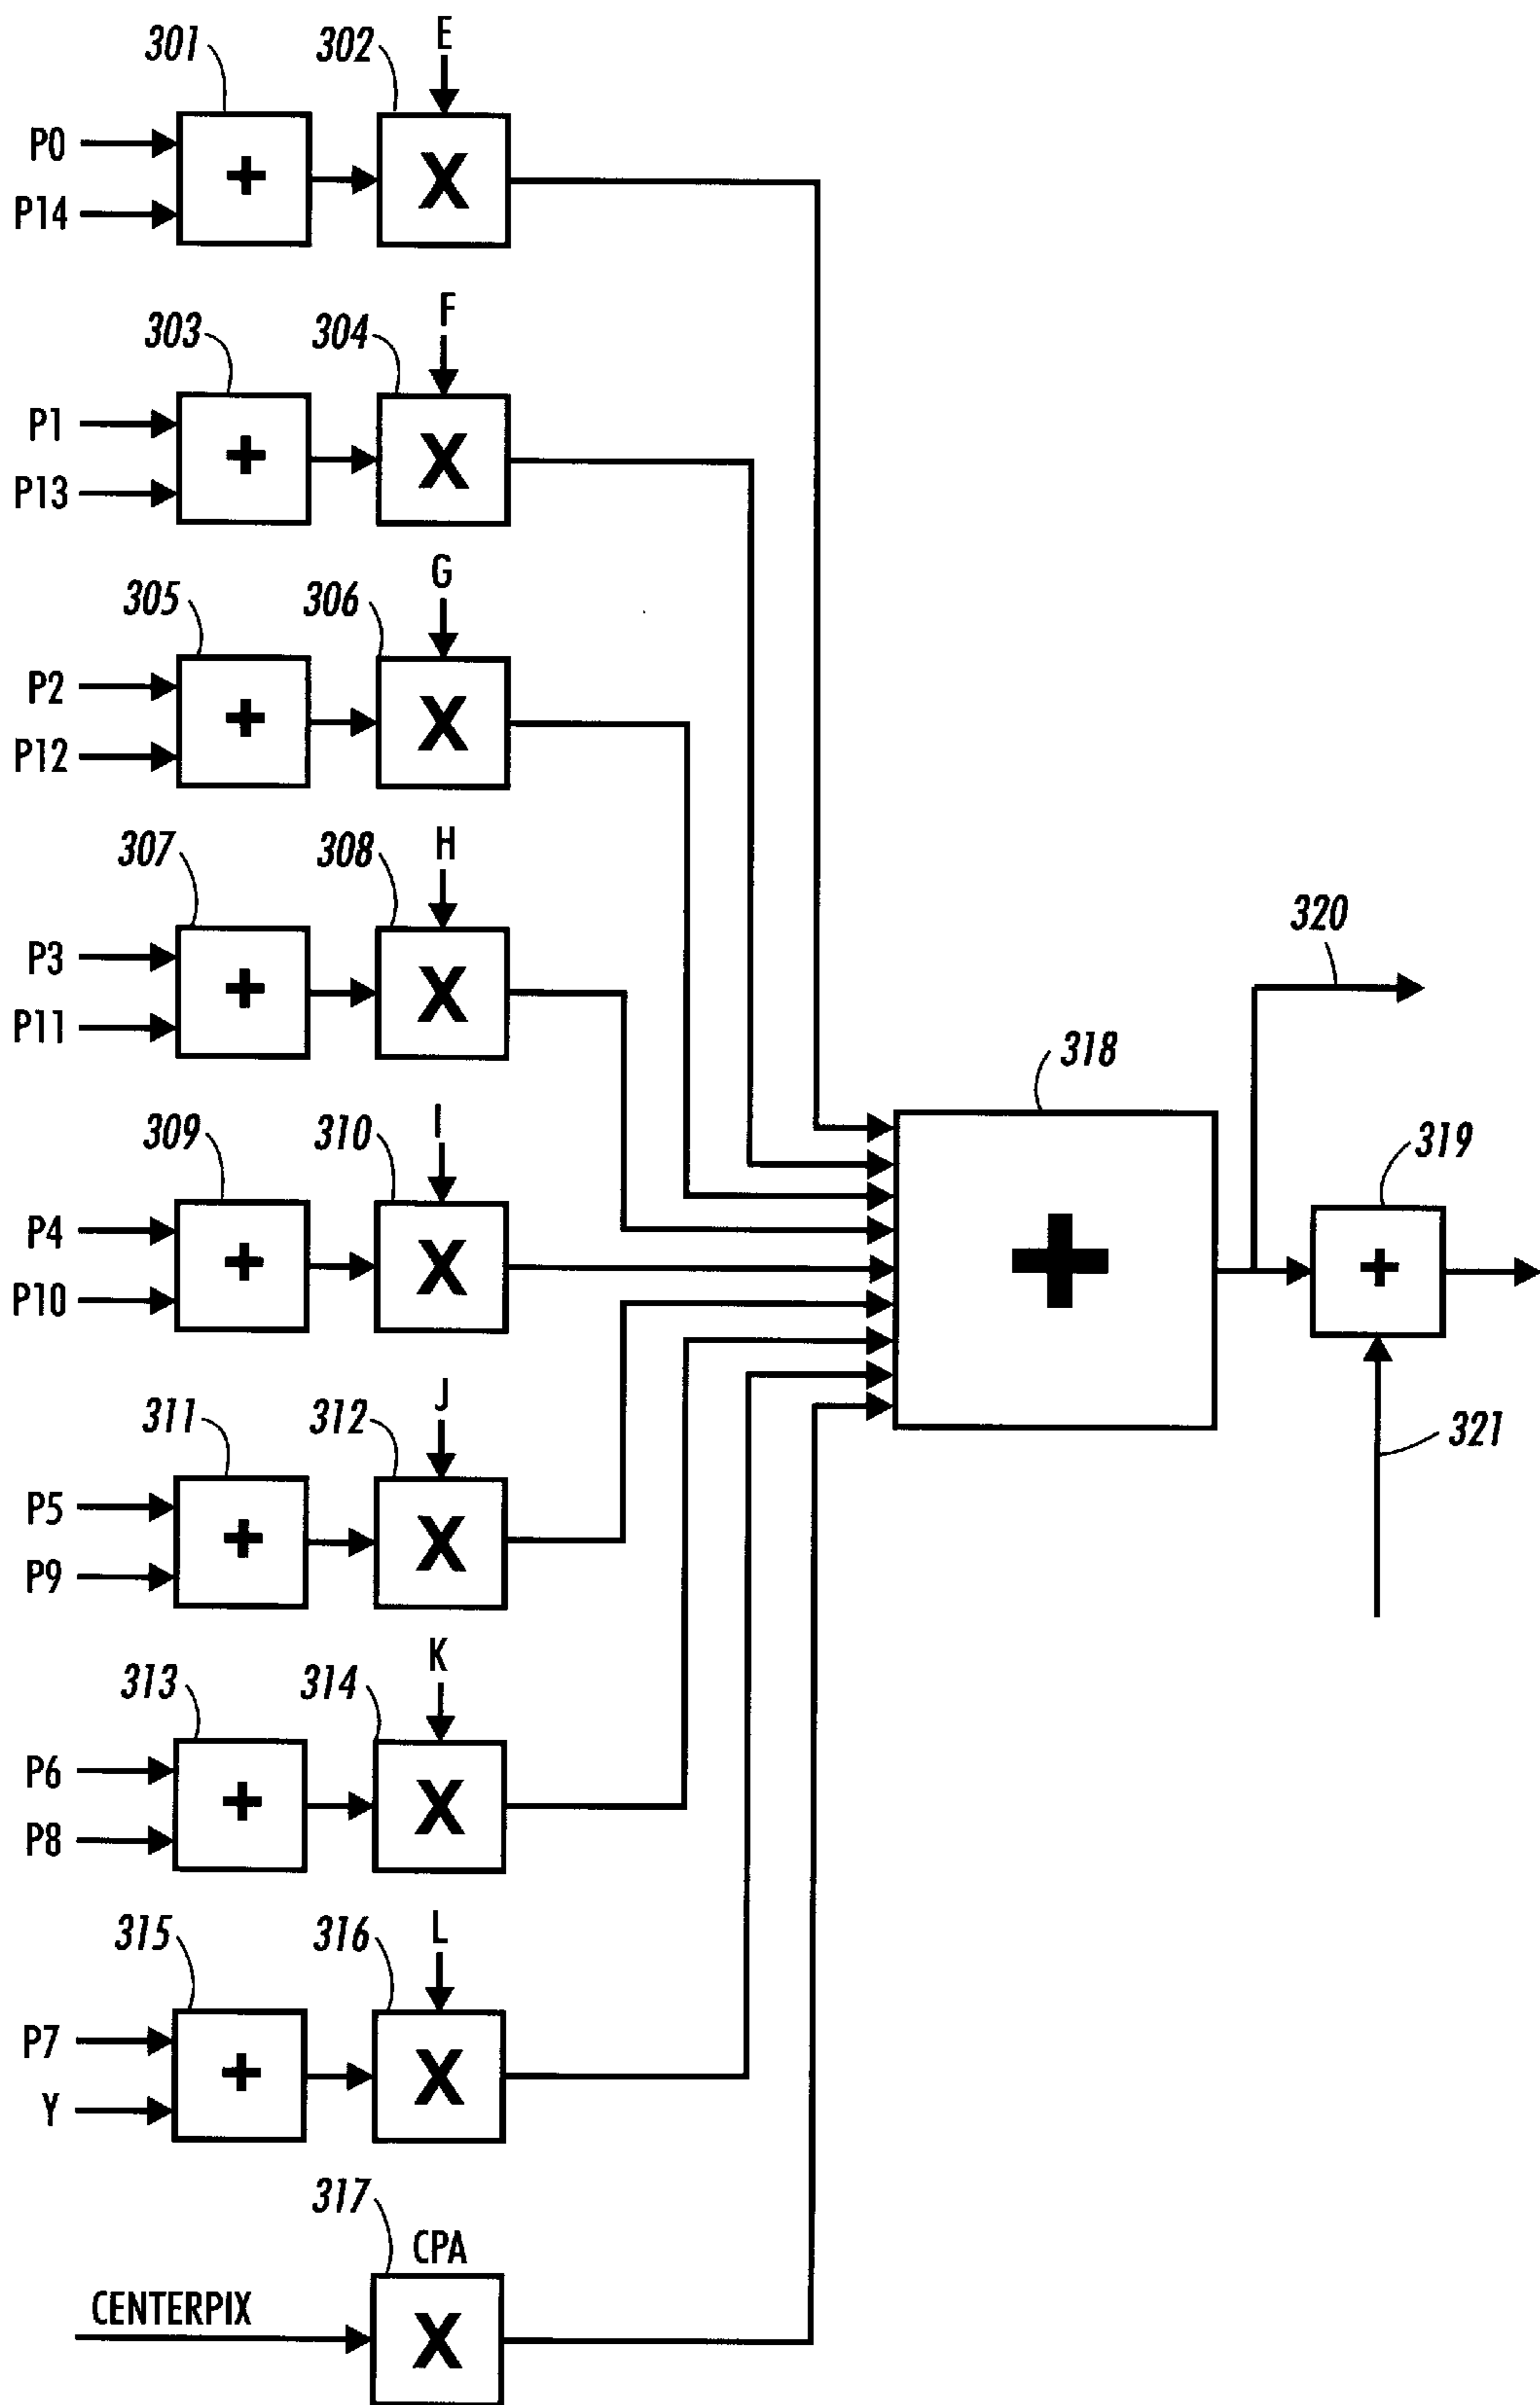 301
302
E
P0
+
X
P14
303
304
F
P1
+
X
P13
305
306
G
P2
+
X
P12
307
308
H
P3
+
X
P11
320
318
309
310
I
319
P4
+
X
+
+
P10
311
312
J
321
P5
+
X
P9
313
314
K
P6
+
X
P8
315
316
L
P7
+
X
Y
317
CPA
CENTERPIX
X